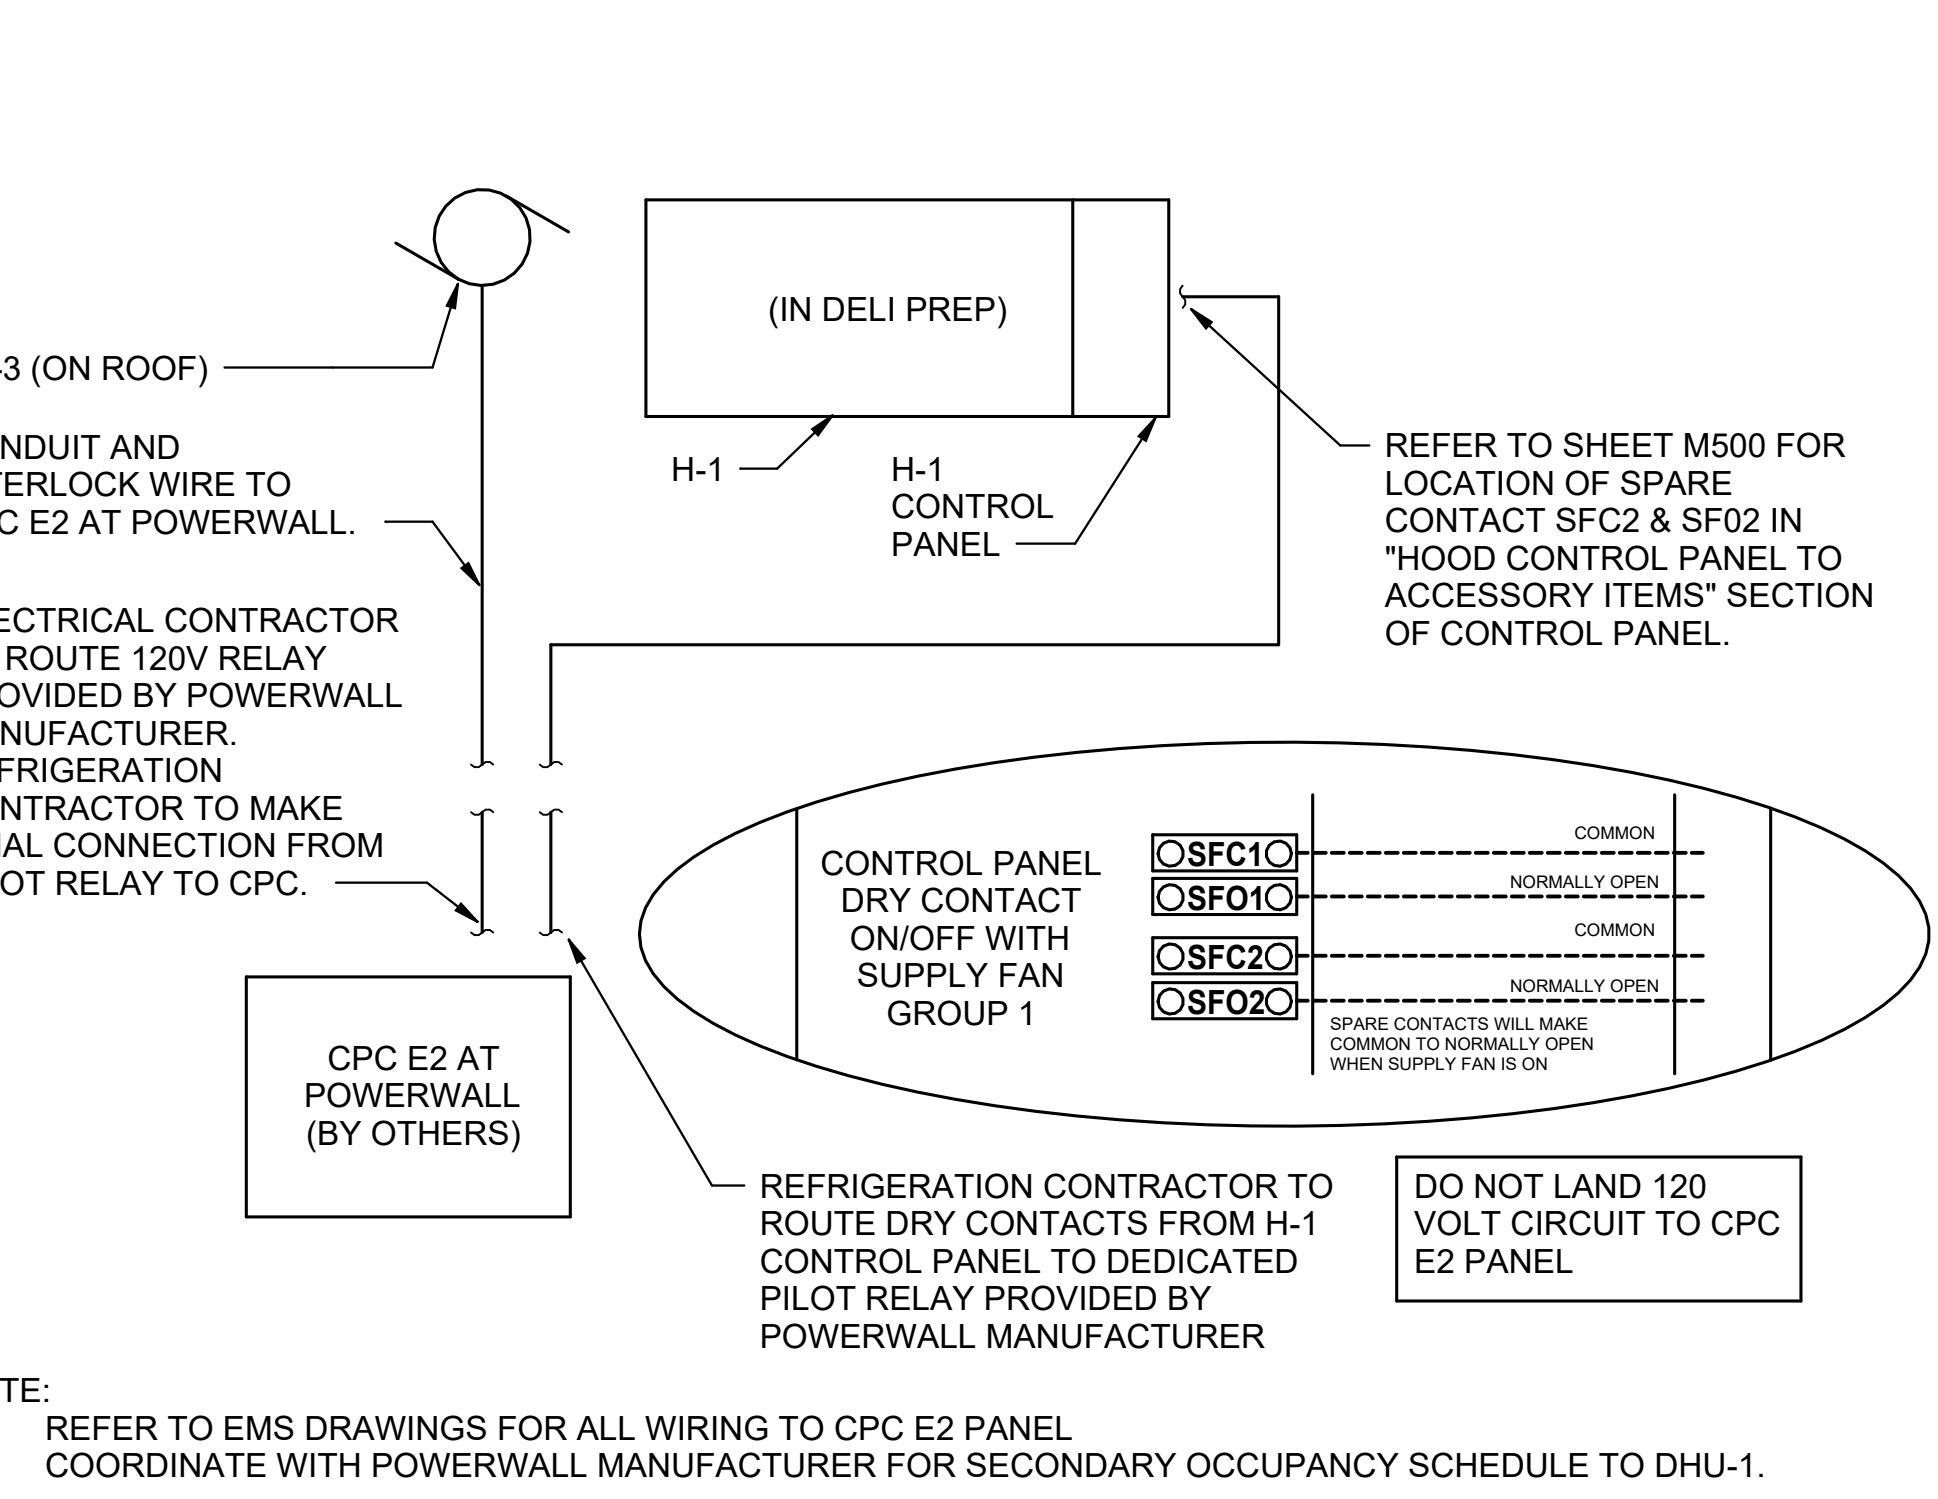 (IN DELI PREP)
-3 (ON ROOF)
NDUIT AND
TERLOCK WIRE TO
C E2 AT POWERWALL.
H-1
H-1
CONTROL
PANEL
REFER TO SHEET M500 FOR
LOCATION OF SPARE
CONTACT SFC2 & SF02 IN
"HOOD CONTROL PANEL TO
ACCESSORY ITEMS" SECTION
OF CONTROL PANEL.
ECTRICAL CONTRACTOR
ROUTE 120V RELAY
OVIDED BY POWERWALL
NUFACTURER.
FRIGERATION
NTRACTOR TO MAKE
IAL CONNECTION FROM
OT RELAY TO CPC.
CONTROL PANEL
DRY CONTACT
ON/OFF WITH
SUPPLY FAN
GROUP 1
SFC1
COMMON
SFO1
NORMALLY OPEN
SFC2
COMMON
SFO2
NORMALLY OPEN
SPARE CONTACTS WILL MAKE
COMMON TO NORMALLY OPEN
WHEN SUPPLY FAN IS ON
CPC E2 AT
POWERWALL
(BY OTHERS)
REFRIGERATION CONTRACTOR TO
ROUTE DRY CONTACTS FROM H-1
CONTROL PANEL TO DEDICATED
PILOT RELAY PROVIDED BY
POWERWALL MANUFACTURER
DO NOT LAND 120
VOLT CIRCUIT TO CPC
E2 PANEL
TE:
REFER TO EMS DRAWINGS FOR ALL WIRING TO CPC E2 PANEL
COORDINATE WITH POWERWALL MANUFACTURER FOR SECONDARY OCCUPANCY SCHEDULE TO DHU-1.